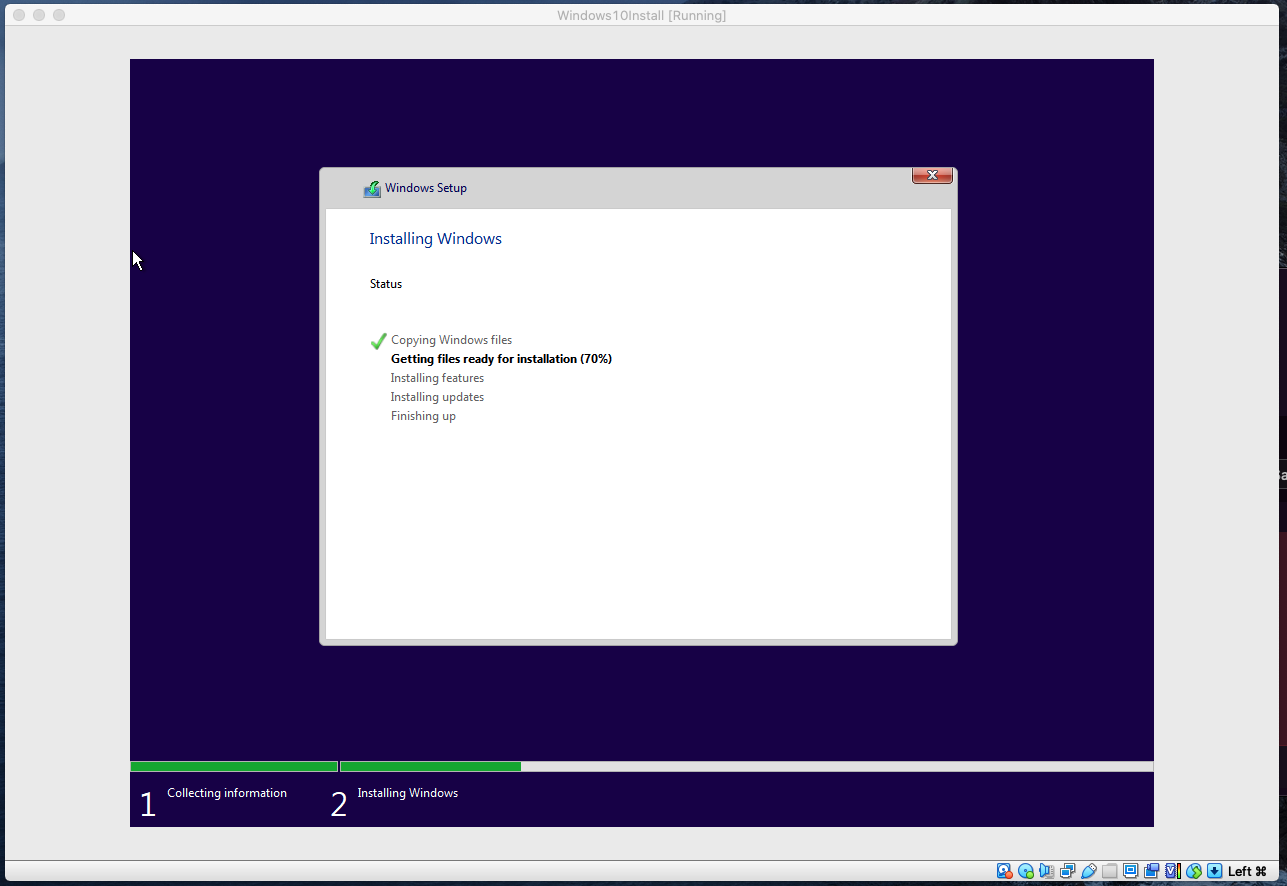 Windows10Install [Running]
Windows Setup
Installing Windows
Status
Copying Windows files
Getting files ready for installation (70%)
Installing features
Installing updates
Finishing up
1 Collecting information
2 Installing Windows
Left ⌘